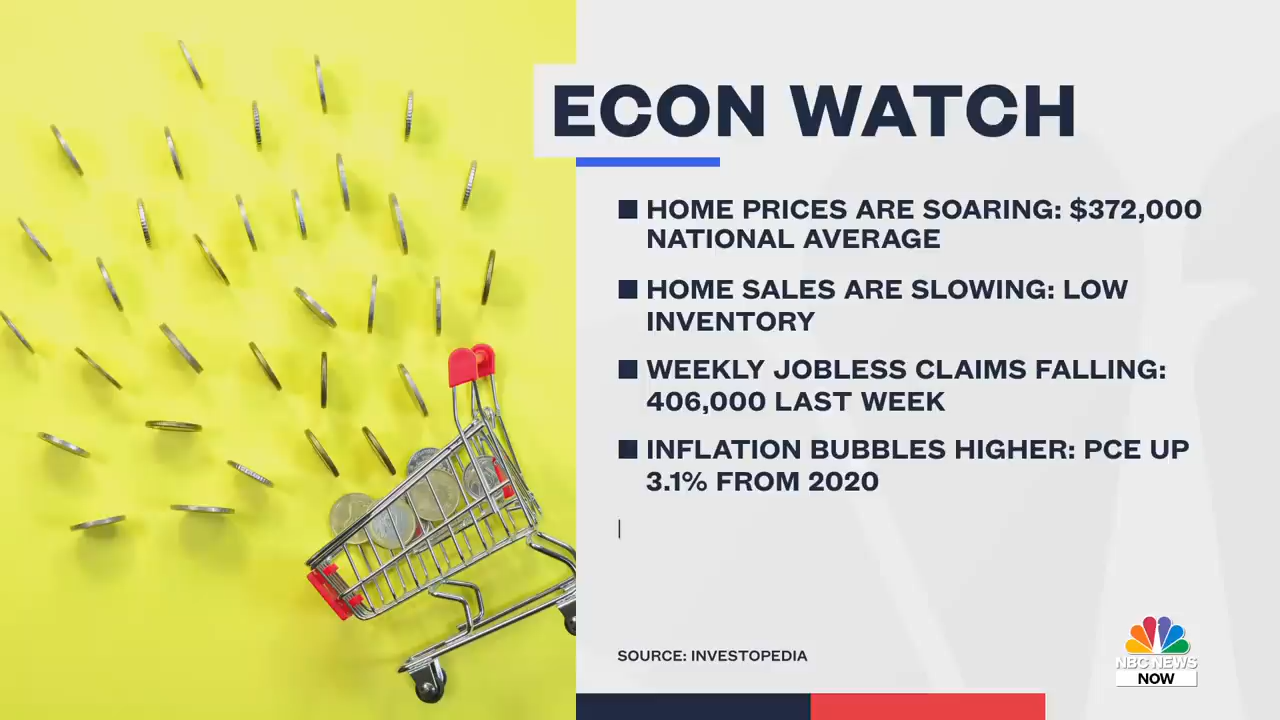 ECON WATCH
HOME PRICES ARE SOARING: $372,000
NATIONAL AVERAGE
HOME SALES ARE SLOWING: LOW
INVENTORY
WEEKLY JOBLESS CLAIMS FALLING:
406,000 LAST WEEK
INFLATION BUBBLES HIGHER: PCE UP
3.1% FROM 2020
SOURCE: INVESTOPEDIA
NBC NEWS
NOW